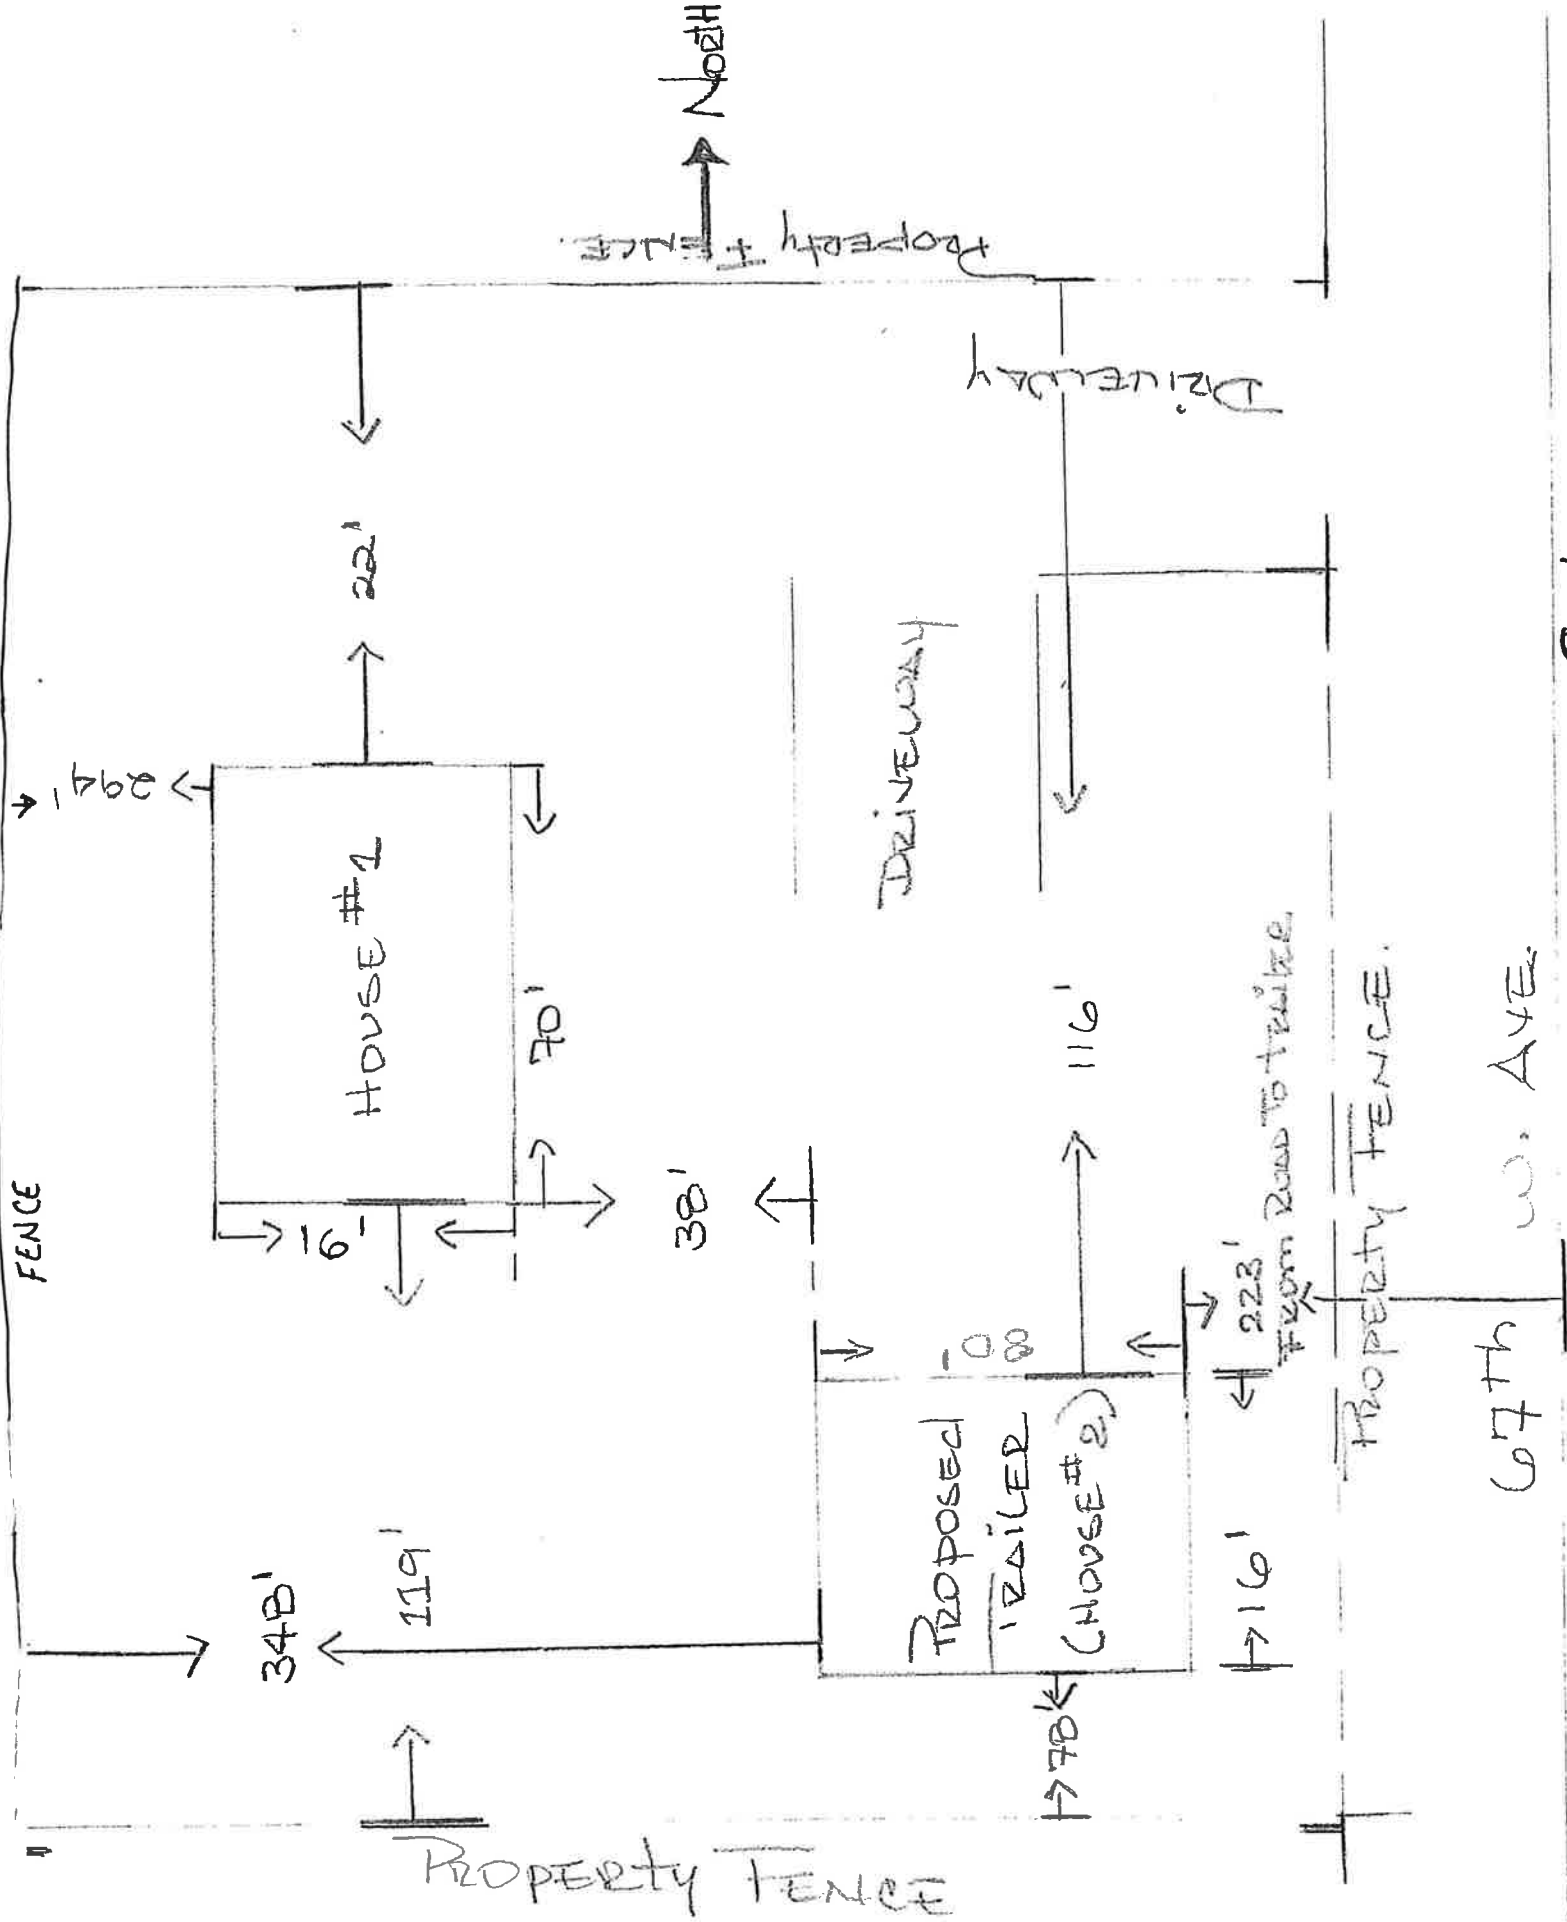 NORTH
PROPERTY FENCE.
FENCE
294'
22'
HOUSE #1
70'
16'
38'
DRIVEWAY
DRIVEWAY
348'
119'
116'
80'
PROPOSED
TRAILER
(HOUSE #2)
78'
16'
223'
FROM ROAD TO TRAILER
PROPERTY FENCE.
PROPERTY FENCE
67TH W. AVE.